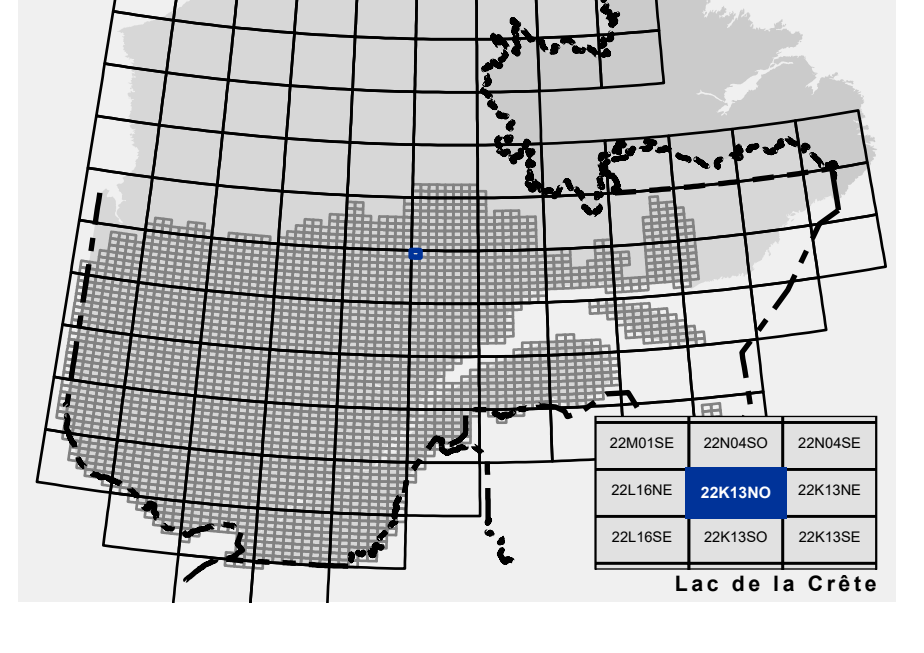 22M01SE 22N04SO 22N04SE
22L16NE 22K13NO 22K13NE
22L16SE 22K13SO 22K13SE
Lac de la Crête